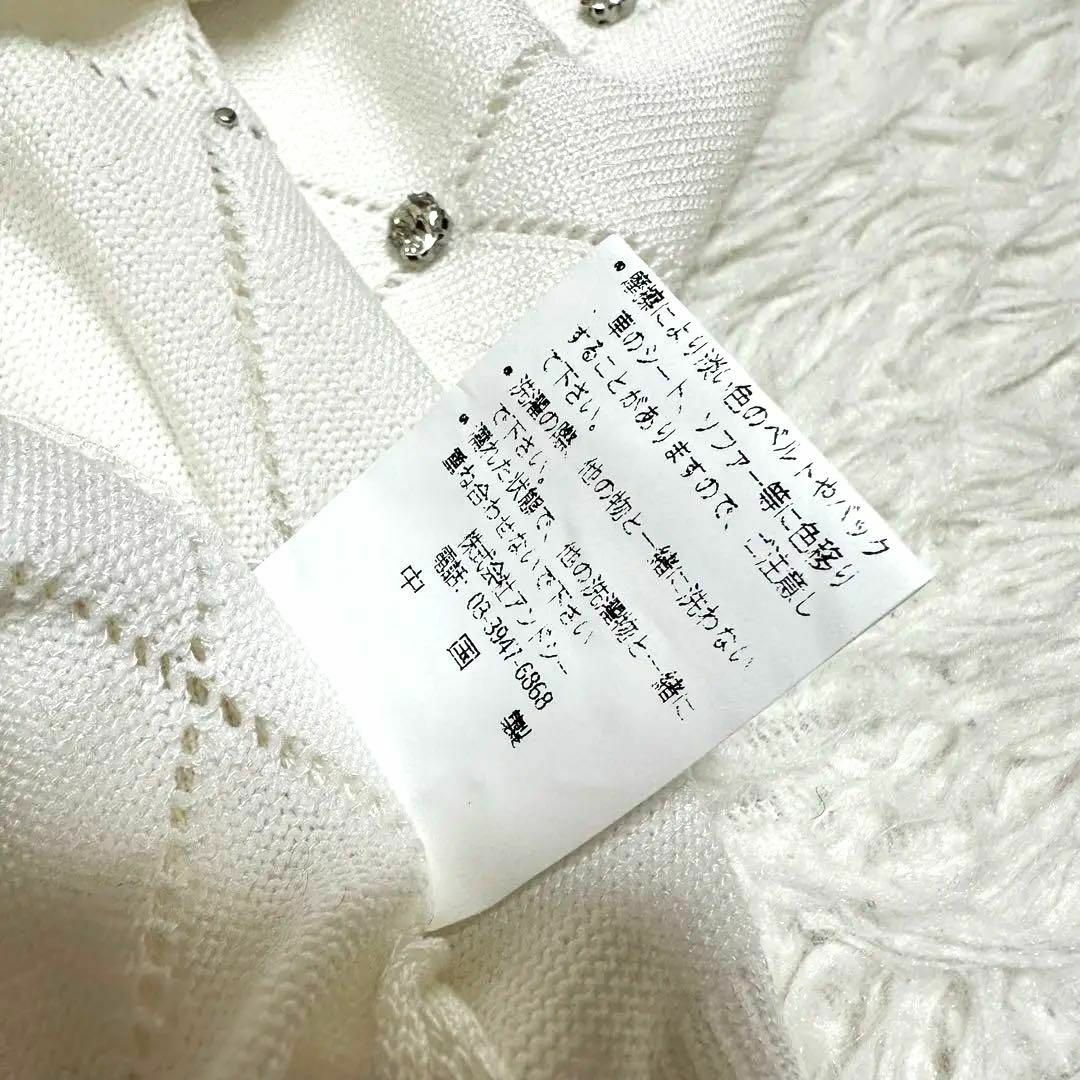 ● 摩擦により淡い色のベルトやバック
車のシート、ソファー等に色移り
することがありますので、ご注意し
て下さい。
● 洗濯の際 他の物と一緒に洗わない
で下さい。
● 濡れた状態で、他の洗濯物と一緒に
重な合わせないで下さい
株式会社アンドシー
電話: 03-3947-6868
中 国 製